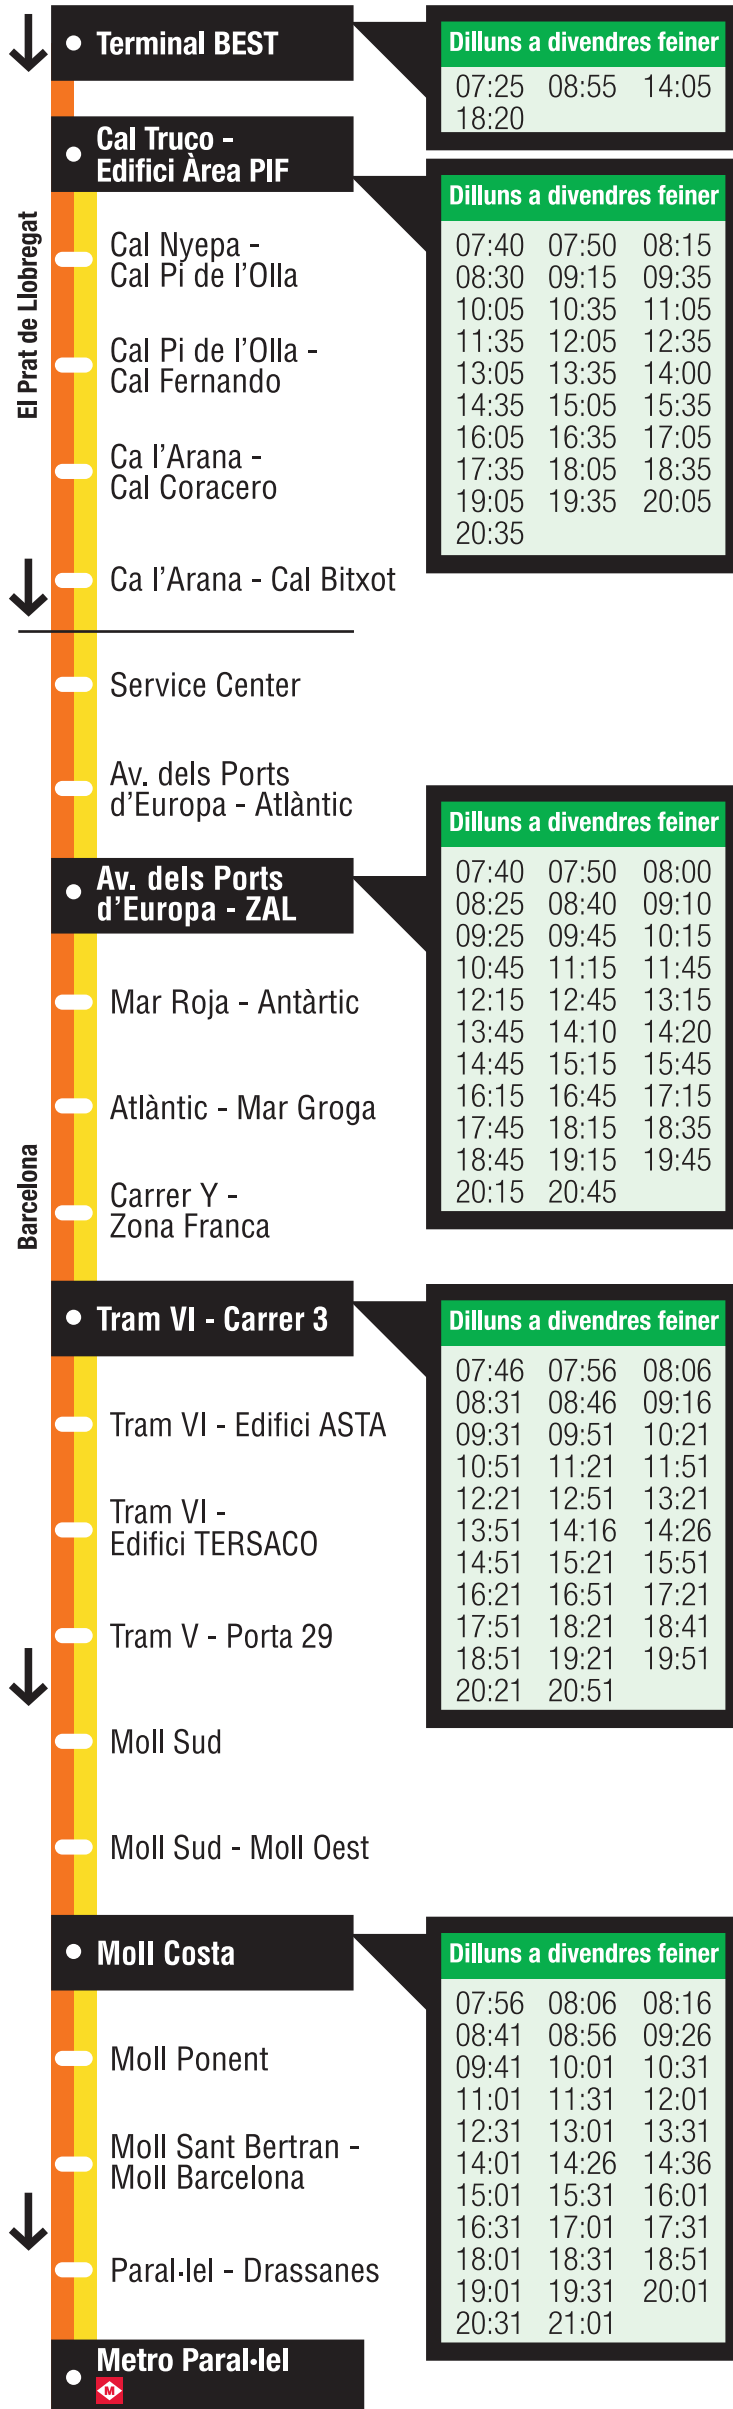 Terminal BEST
Dilluns a divendres feiner
07:25 08:55 14:05
18:20
Cal Truco -
Edifici Àrea PIF
Dilluns a divendres feiner
07:40 07:50 08:15
08:30 09:15 09:35
10:05 10:35 11:05
11:35 12:05 12:35
13:05 13:35 14:00
14:35 15:05 15:35
16:05 16:35 17:05
17:35 18:05 18:35
19:05 19:35 20:05
20:35
El Prat de Llobregat
Cal Nyepa -
Cal Pi de l'Olla
Cal Pi de l'Olla -
Cal Fernando
Ca l'Arana -
Cal Coracero
Ca l'Arana - Cal Bitxot
Barcelona
Service Center
Av. dels Ports
d'Europa - Atlàntic
Av. dels Ports
d'Europa - ZAL
Dilluns a divendres feiner
07:40 07:50 08:00
08:25 08:40 09:10
09:25 09:45 10:15
10:45 11:15 11:45
12:15 12:45 13:15
13:45 14:10 14:20
14:45 15:15 15:45
16:15 16:45 17:15
17:45 18:15 18:35
18:45 19:15 19:45
20:15 20:45
Mar Roja - Antàrtic
Atlàntic - Mar Groga
Carrer Y -
Zona Franca
Tram VI - Carrer 3
Dilluns a divendres feiner
07:46 07:56 08:06
08:31 08:46 09:16
09:31 09:51 10:21
10:51 11:21 11:51
12:21 12:51 13:21
13:51 14:16 14:26
14:51 15:21 15:51
16:21 16:51 17:21
17:51 18:21 18:41
18:51 19:21 19:51
20:21 20:51
Tram VI - Edifici ASTA
Tram VI -
Edifici TERSACO
Tram V - Porta 29
Moll Sud
Moll Sud - Moll Oest
Moll Costa
Dilluns a divendres feiner
07:56 08:06 08:16
08:41 08:56 09:26
09:41 10:01 10:31
11:01 11:31 12:01
12:31 13:01 13:31
14:01 14:26 14:36
15:01 15:31 16:01
16:31 17:01 17:31
18:01 18:31 18:51
19:01 19:31 20:01
20:31 21:01
Moll Ponent
Moll Sant Bertran -
Moll Barcelona
Paral·lel - Drassanes
Metro Paral·lel
M